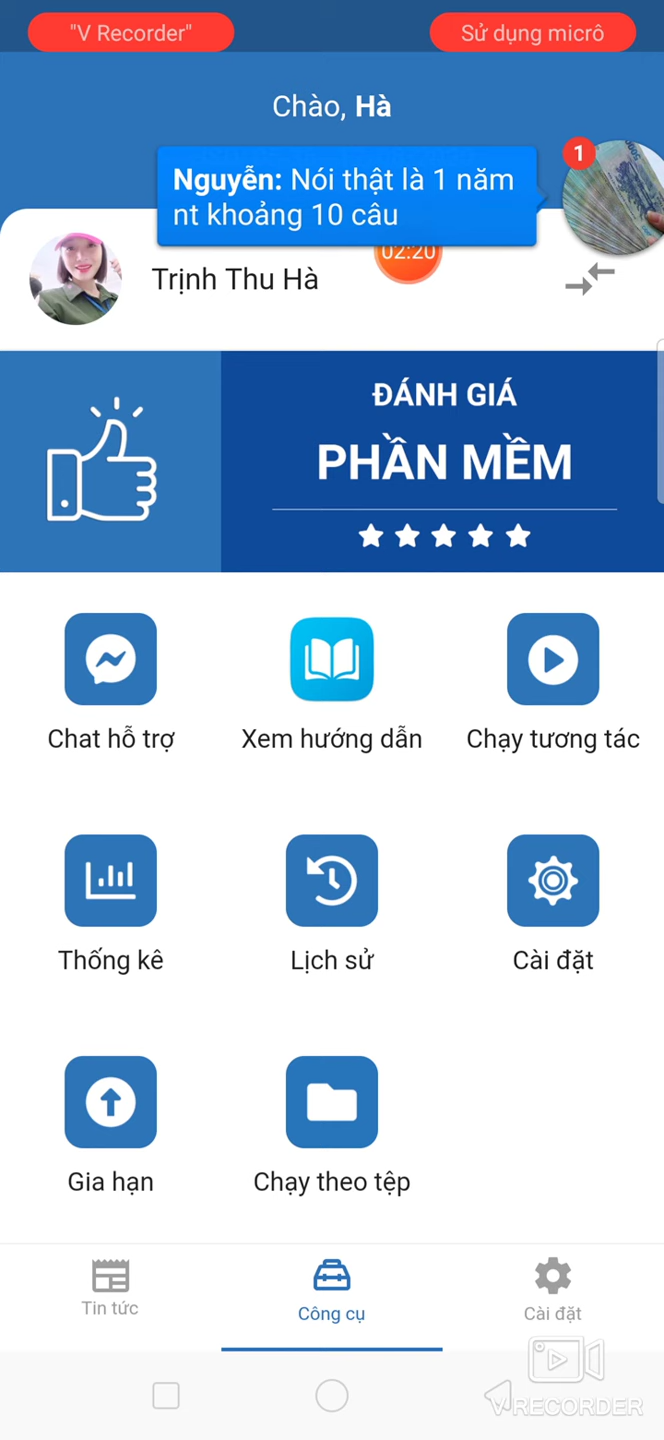 "V Recorder"
Sử dụng micrô
Chào, Hà
1
Nguyễn: Nói thật là 1 năm
nt khoảng 10 câu
02:20
Trịnh Thu Hà
ĐÁNH GIÁ
PHẦN MỀM
Chat hỗ trợ
Xem hướng dẫn
Chạy tương tác
Thống kê
Lịch sử
Cài đặt
Gia hạn
Chạy theo tệp
Tin tức
Công cụ
Cài đặt
V RECORDER